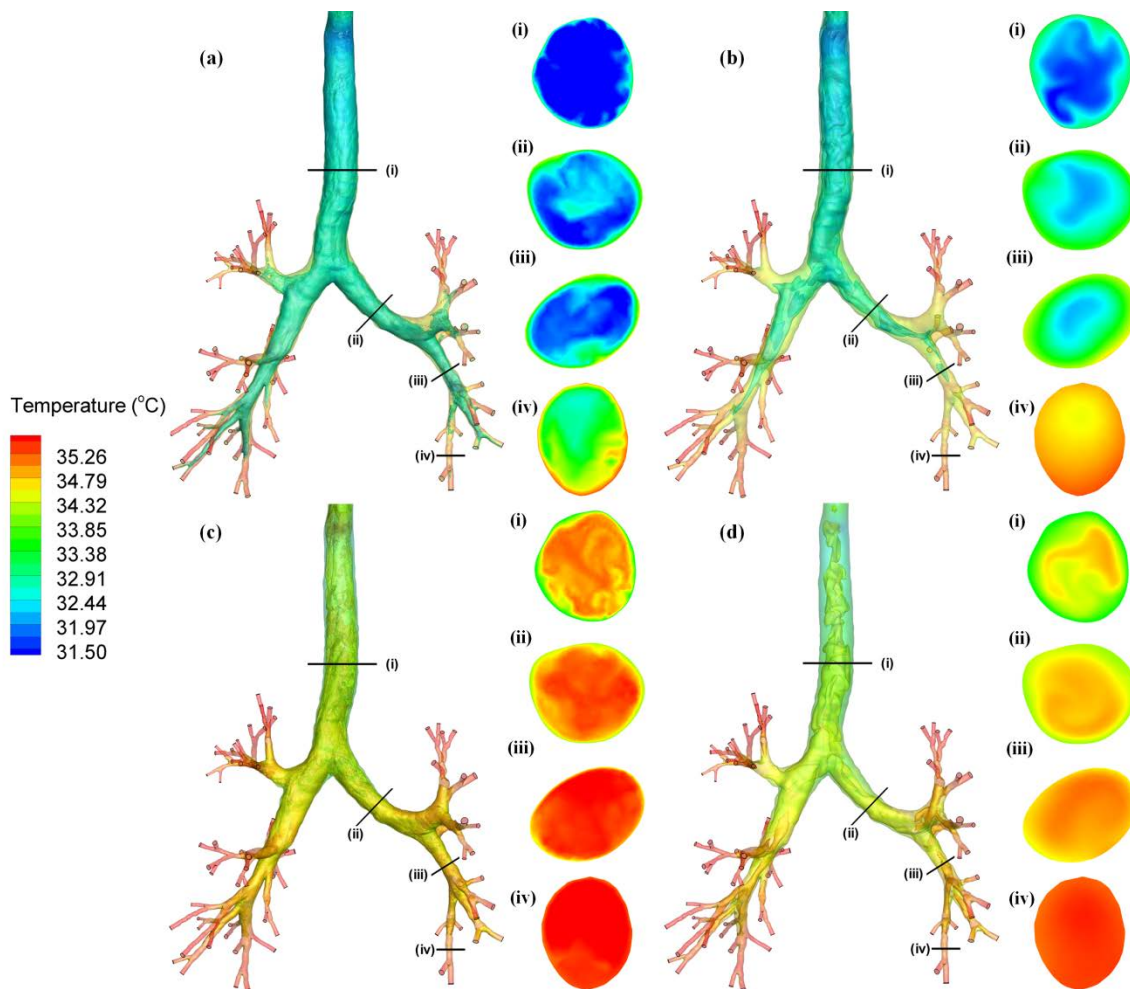 (a)
(i)
(i)
(ii)
(iii)
(ii)
(iii)
(iv)
(iv)
(b)
(i)
(i)
(ii)
(iii)
(ii)
(iii)
(iv)
(iv)
Temperature (°C)
35.26
34.79
34.32
33.85
33.38
32.91
32.44
31.97
31.50
(c)
(i)
(i)
(ii)
(iii)
(ii)
(iii)
(iv)
(iv)
(d)
(i)
(i)
(ii)
(iii)
(ii)
(iii)
(iv)
(iv)